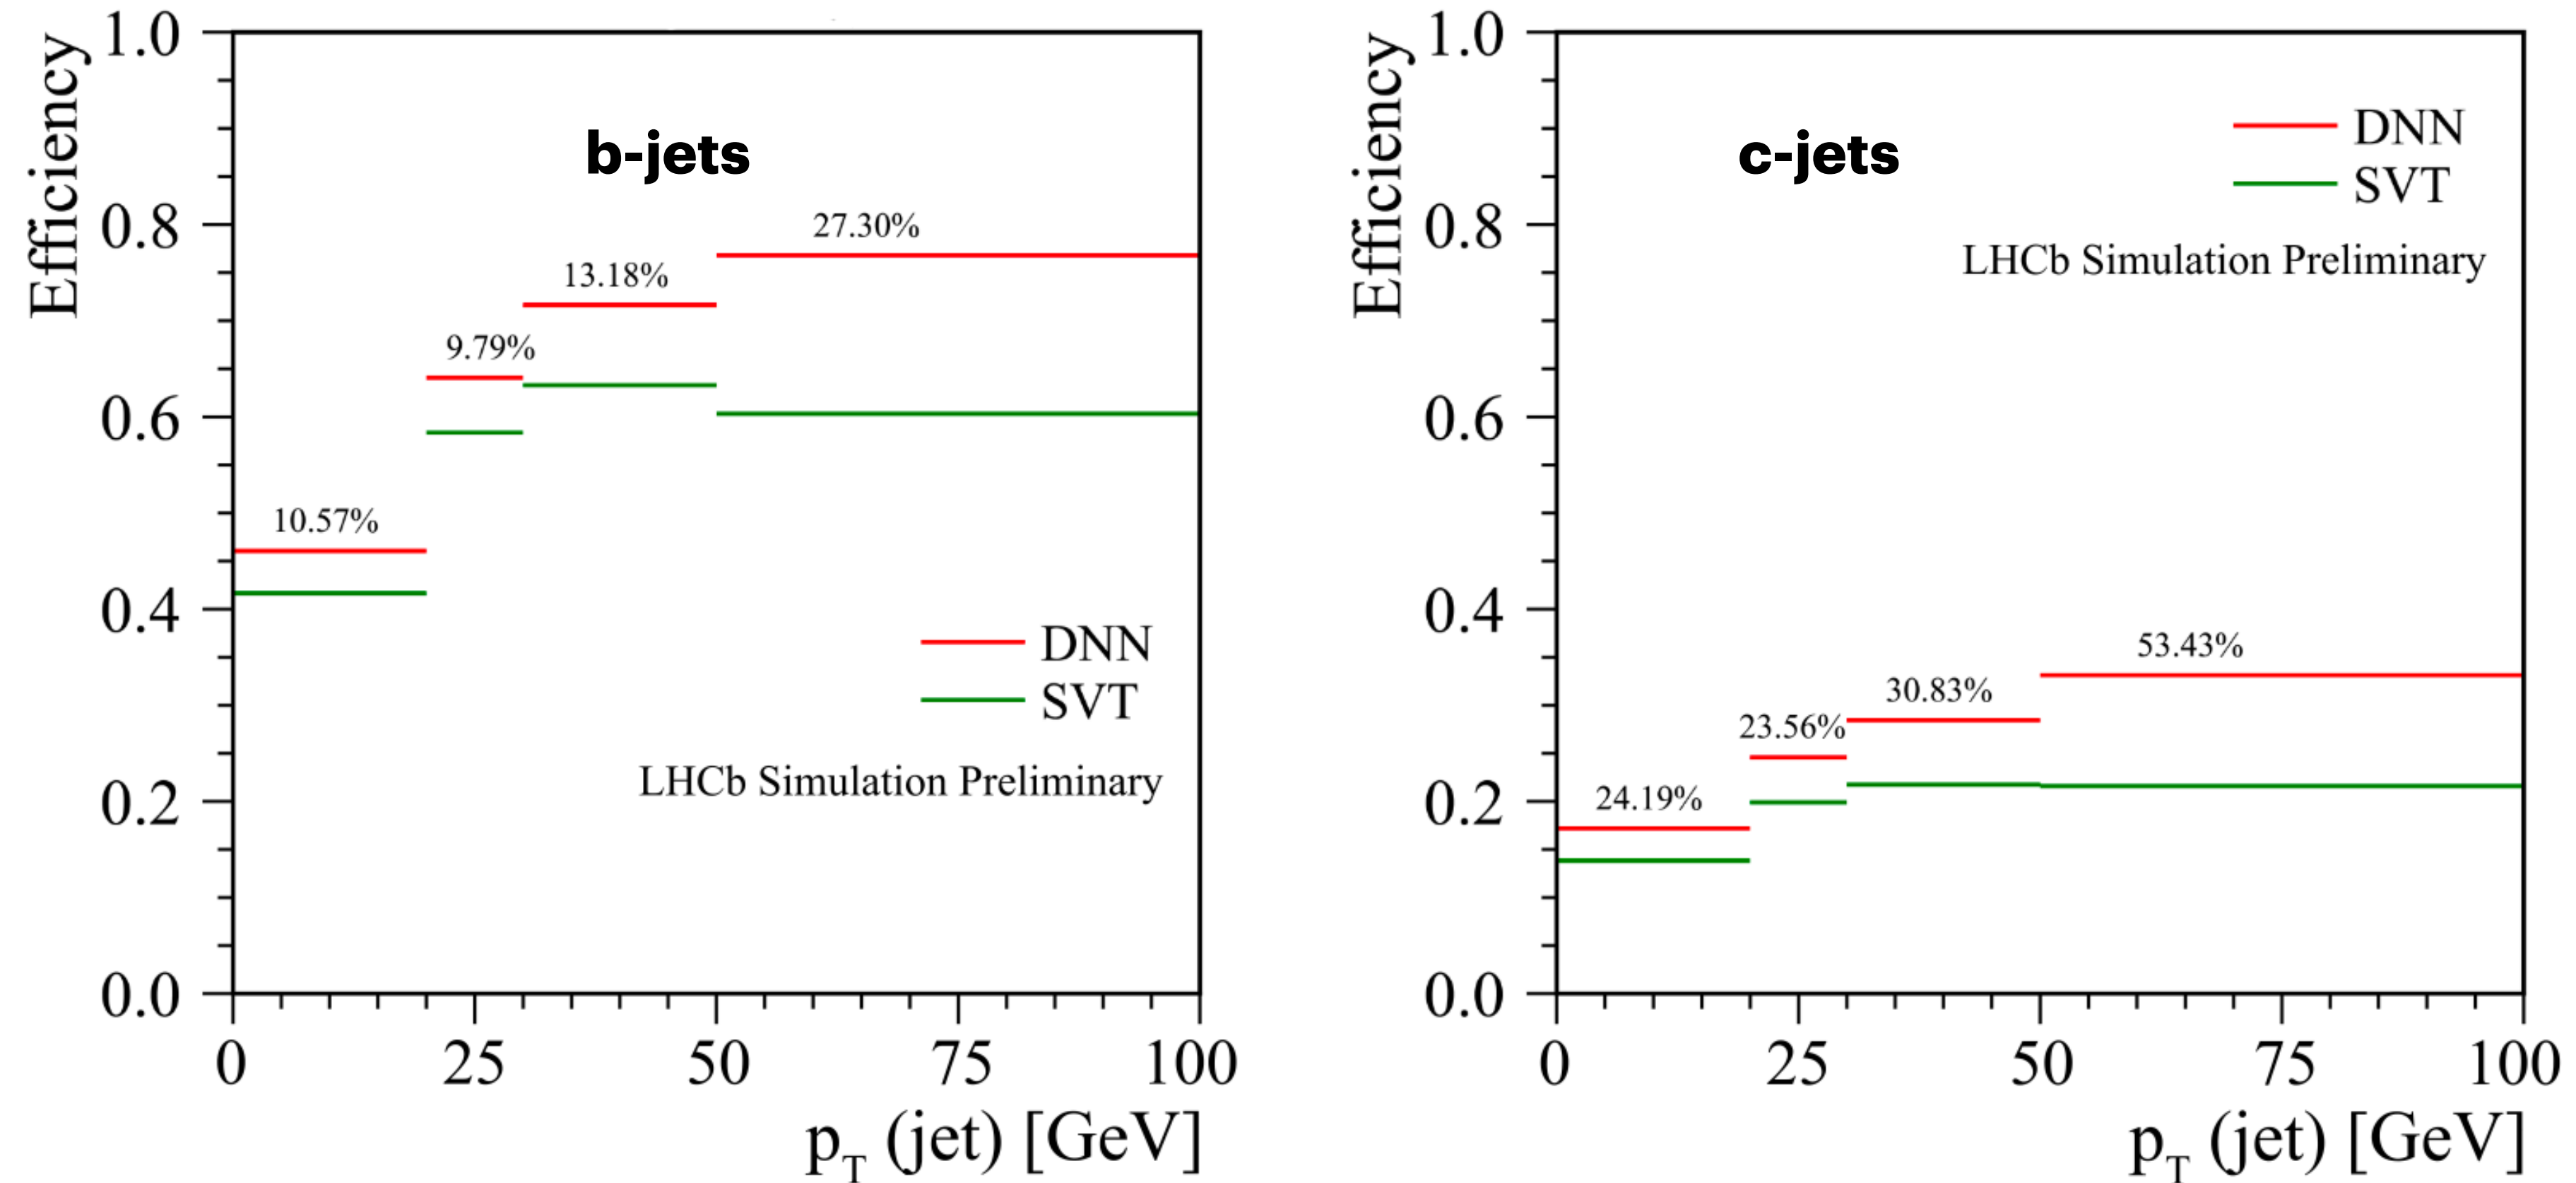 Efficiency
1.0
0.8
0.6
0.4
0.2
0.0
b-jets
27.30%
13.18%
9.79%
10.57%
DNN
SVT
LHCb Simulation Preliminary
0 25 50 75 100
p_T (jet) [GeV]
Efficiency
1.0
0.8
0.6
0.4
0.2
0.0
c-jets
DNN
SVT
LHCb Simulation Preliminary
53.43%
30.83%
23.56%
24.19%
0 25 50 75 100
p_T (jet) [GeV]